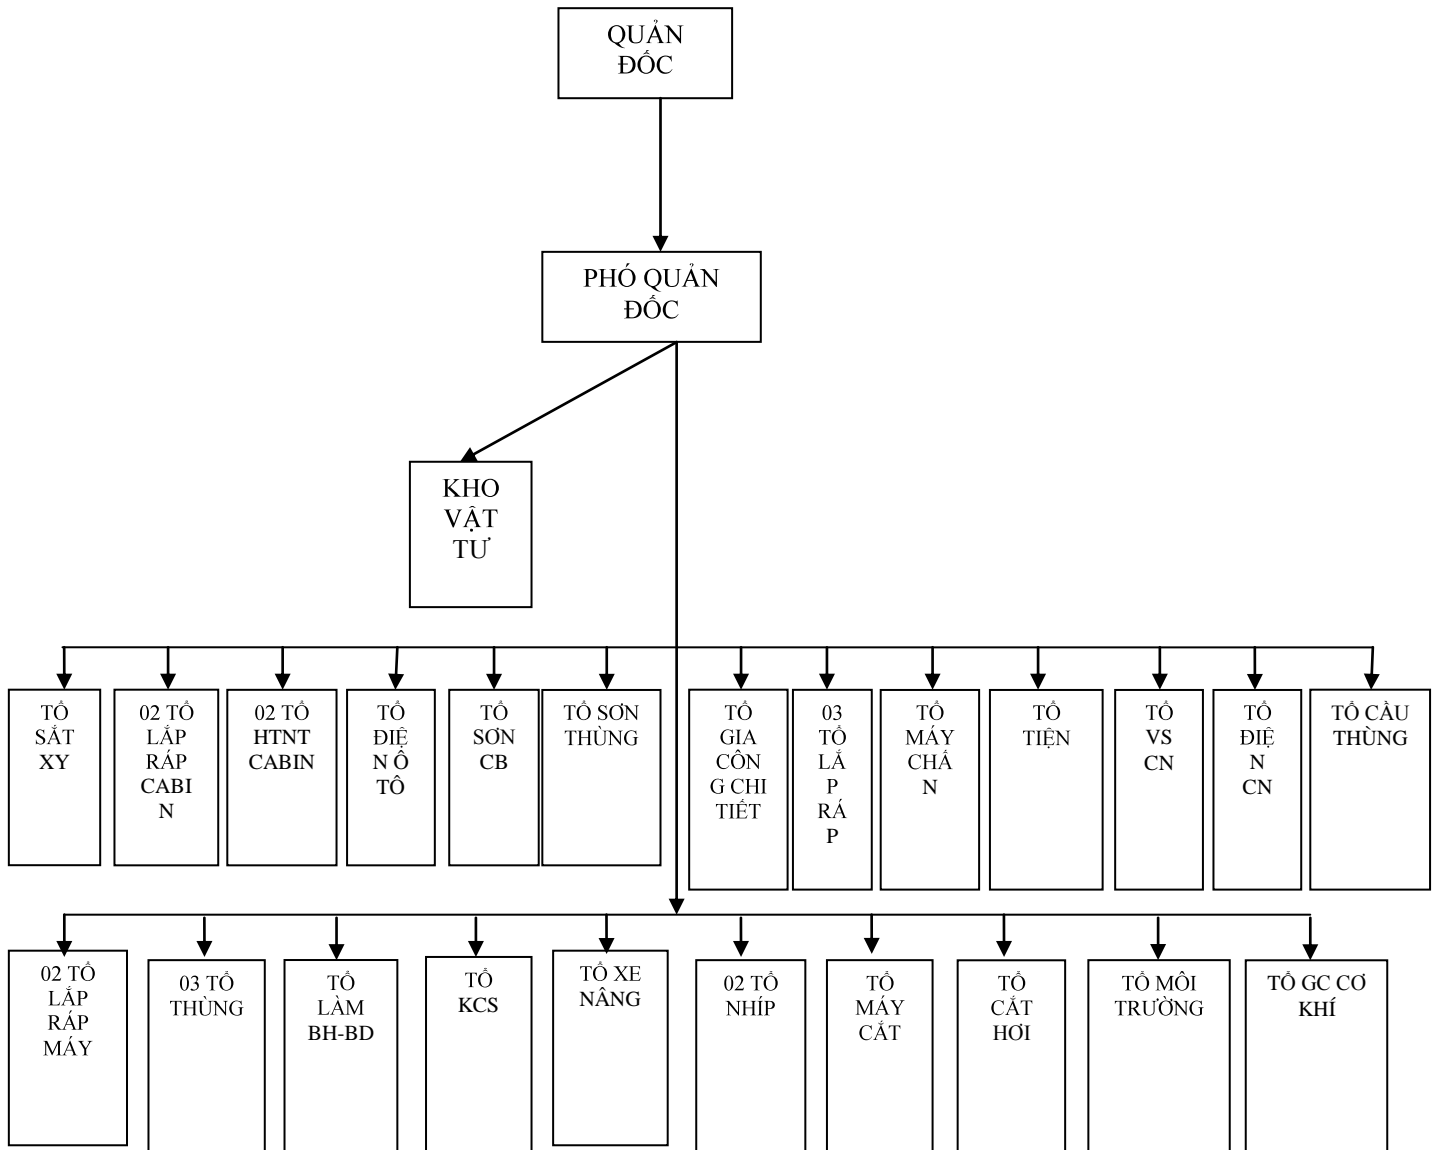 QUẢN
ĐỐC
PHÓ QUẢN
ĐỐC
KHO
VẬT
TƯ
TỔ
SẮT
XY
02 TỔ
LẮP
RÁP
CABI
N
02 TỔ
HTNT
CABIN
TỔ
ĐIỆ
N Ô
TÔ
TỔ
SƠN
CB
TỔ SƠN
THÙNG
TỔ
GIA
CÔN
G CHI
TIẾT
03
TỔ
LẮ
P
RÁ
P
TỔ
MÁY
CHẤ
N
TỔ
TIỆN
TỔ
VS
CN
TỔ
ĐIỆ
N
CN
TỔ CẦU
THÙNG
02 TỔ
LẮP
RÁP
MÁY
03 TỔ
THÙNG
TỔ
LÀM
BH-BD
TỔ
KCS
TỔ XE
NÂNG
02 TỔ
NHÍP
TỔ
MÁY
CẮT
TỔ
CẮT
HƠI
TỔ MÔI
TRƯỜNG
TỔ GC CƠ
KHÍ